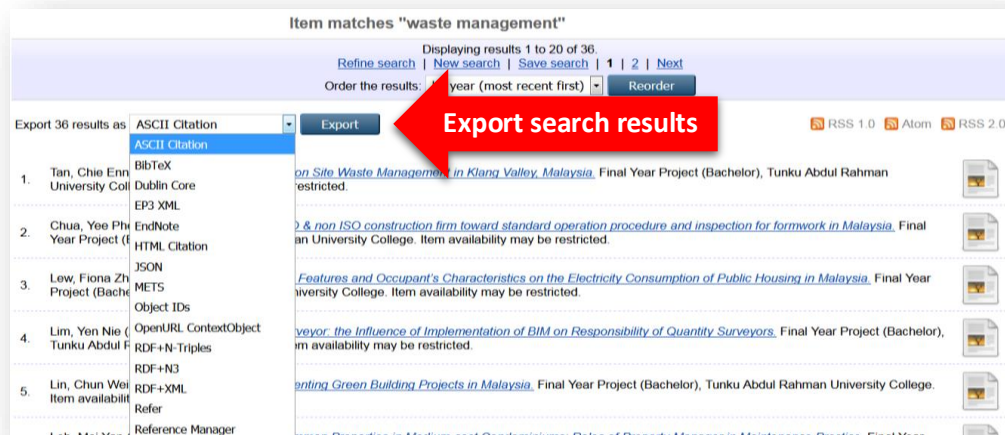 Item matches "waste management"
Displaying results 1 to 20 of 36.
Refine search | New search | Save search | 1 | 2 | Next
Order the results: year (most recent first) Reorder
Export 36 results as ASCII Citation Export
Export search results
RSS 1.0 Atom RSS 2.0
ASCII Citation
BibTeX
Dublin Core
EP3 XML
EndNote
HTML Citation
JSON
METS
Object IDs
OpenURL ContextObject
RDF+N-Triples
RDF+N3
RDF+XML
Refer
Reference Manager
1. Tan, Chie Enn on Site Waste Management in Klang Valley, Malaysia. Final Year Project (Bachelor), Tunku Abdul Rahman
University Coll estricted.
2. Chua, Yee Ph & non ISO construction firm toward standard operation procedure and inspection for formwork in Malaysia. Final
Year Project ( an University College. Item availability may be restricted.
3. Lew, Fiona Zh Features and Occupant's Characteristics on the Electricity Consumption of Public Housing in Malaysia. Final Year
Project (Bache iversity College. Item availability may be restricted.
4. Lim, Yen Nie ( veyor: the Influence of Implementation of BIM on Responsibility of Quantity Surveyors. Final Year Project (Bachelor),
Tunku Abdul m availability may be restricted.
5. Lin, Chun Wei enting Green Building Projects in Malaysia. Final Year Project (Bachelor), Tunku Abdul Rahman University College.
Item availabilit